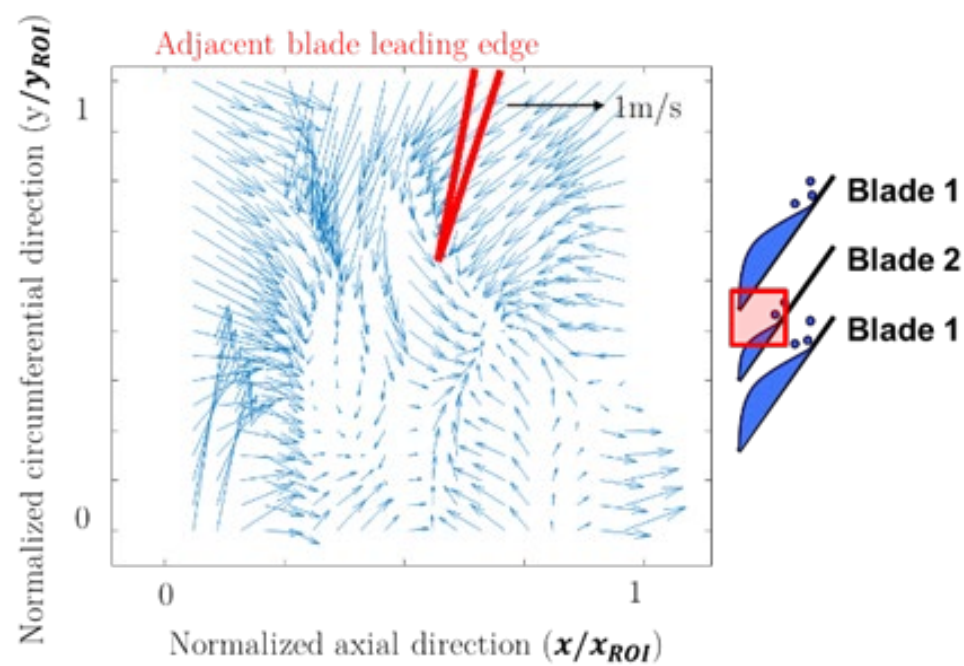 Adjacent blade leading edge
1m/s
Normalized circumferential direction (y/y_ROI)
1
0
0
1
Normalized axial direction (x/x_ROI)
Blade 1
Blade 2
Blade 1